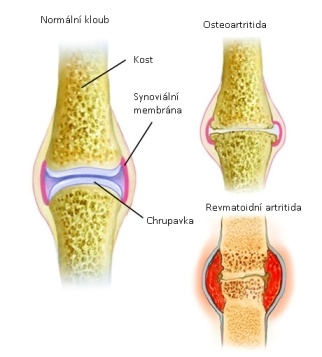 Normální kloub
Osteoartritida
Kost
Synoviální
membrána
Chrupavka
Revmatoidní artritida